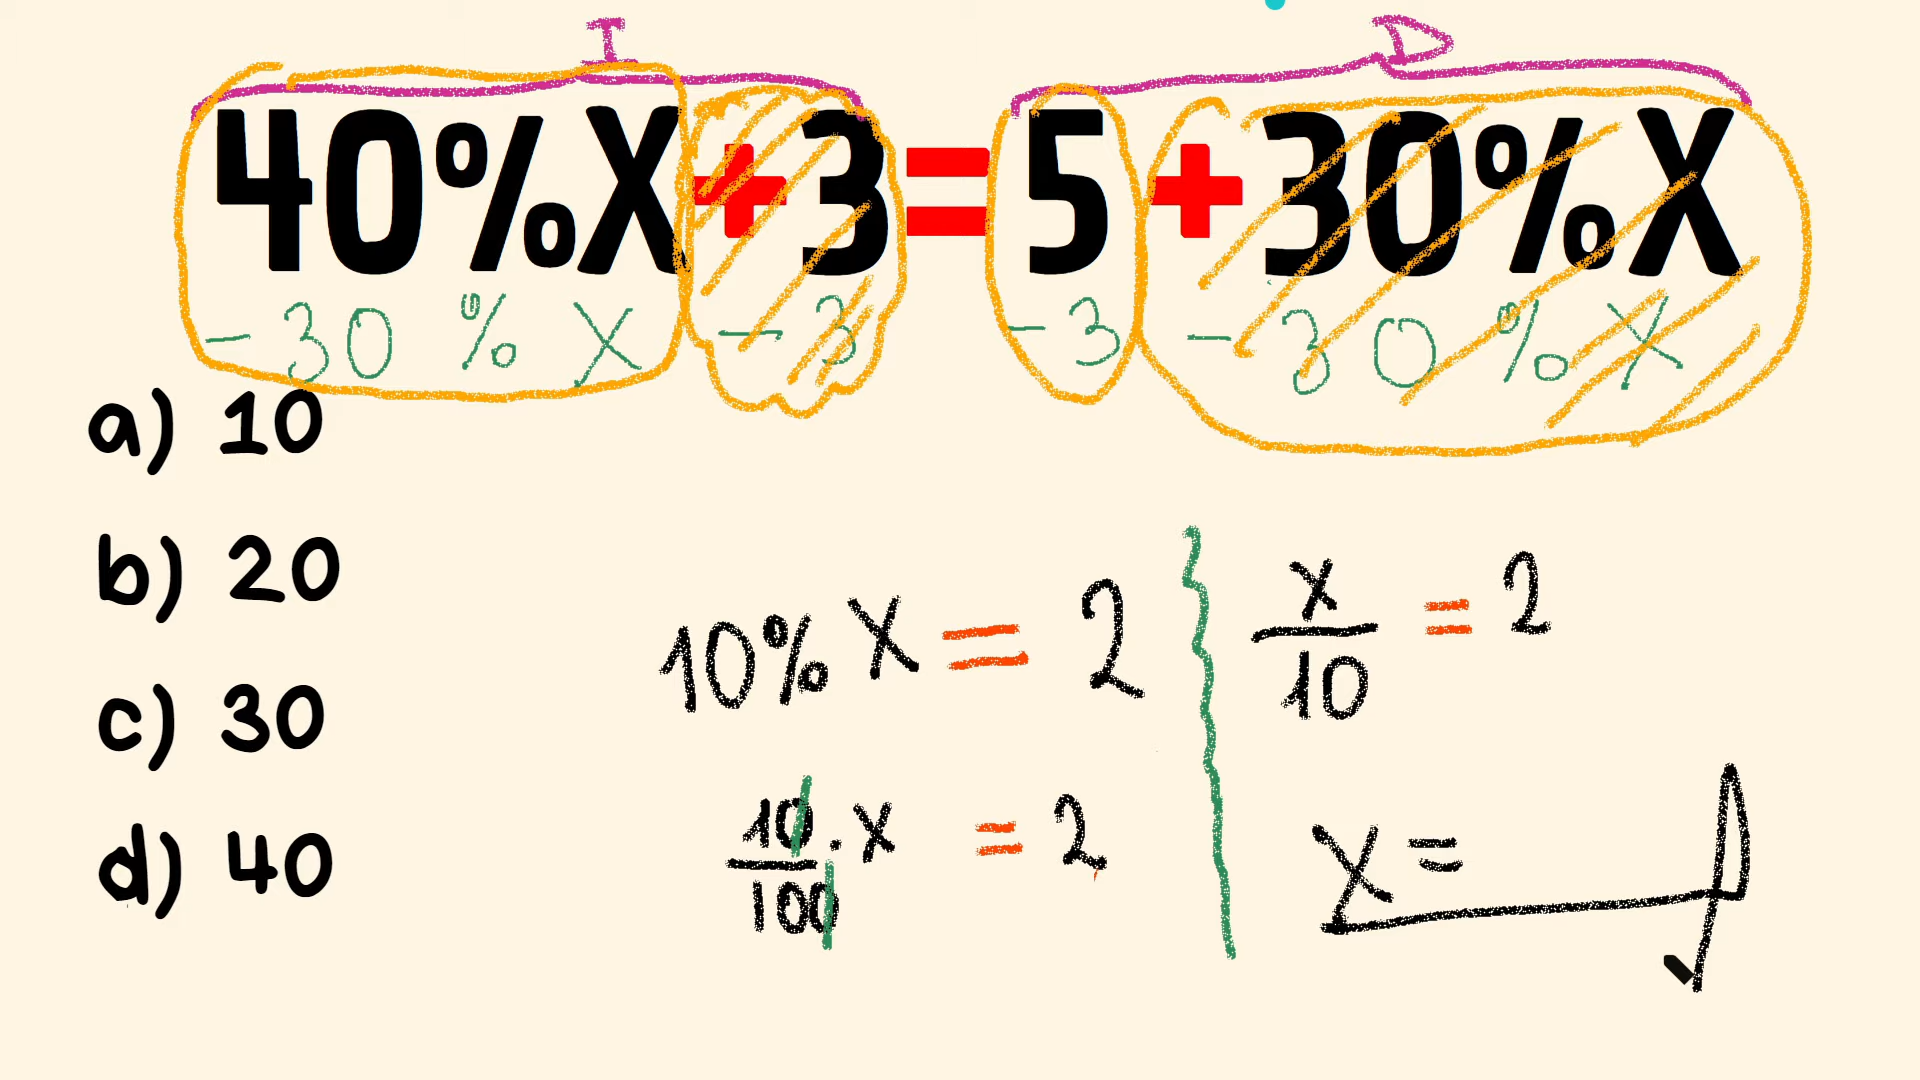 I D
40%X+3=5+30%X
-30%X -3 -3 -30%X
a) 10
b) 20
c) 30
d) 40
10% X = 2
10/100 · X = 2
x/10 = 2
X =